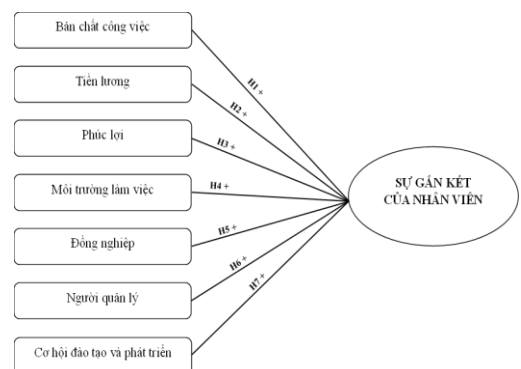 Bản chất công việc
H1 +
Tiền lương
H2 +
Phúc lợi
H3 +
Môi trường làm việc
H4 +
SỰ GẮN KẾT
CỦA NHÂN VIÊN
Đồng nghiệp
H5 +
Người quản lý
H6 +
Cơ hội đào tạo và phát triển
H7 +